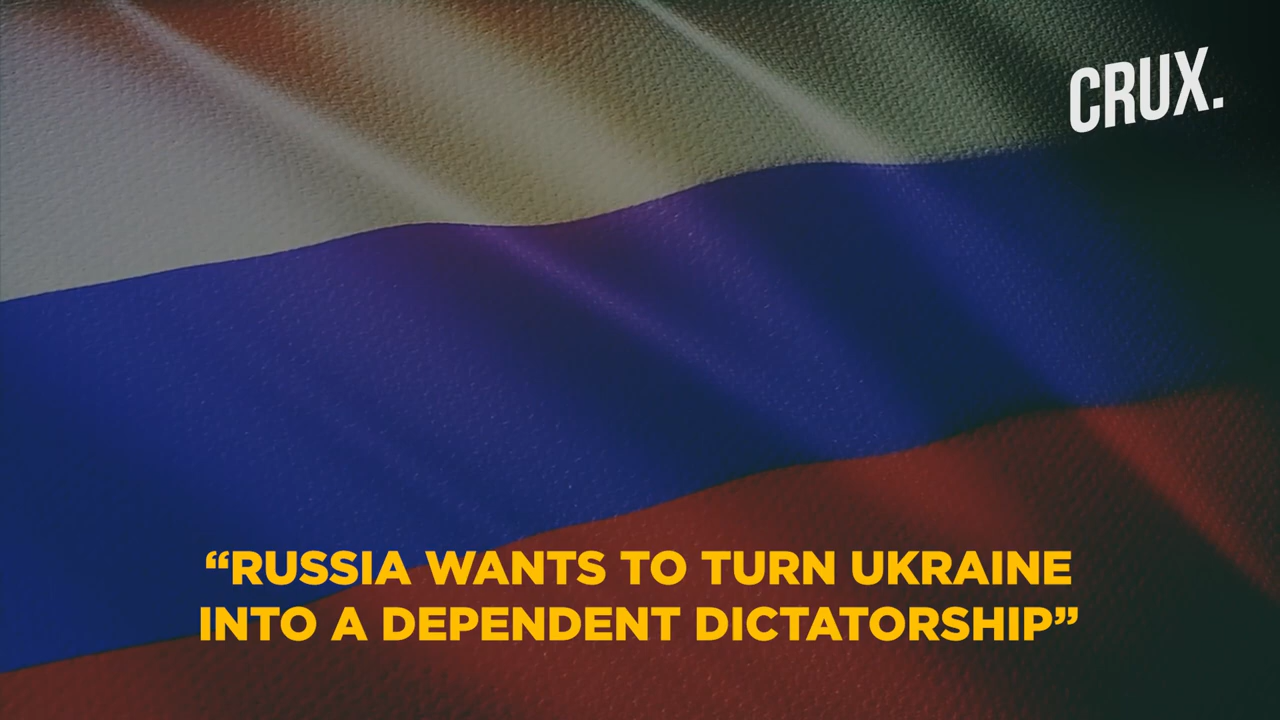 CRUX.
“RUSSIA WANTS TO TURN UKRAINE
INTO A DEPENDENT DICTATORSHIP”